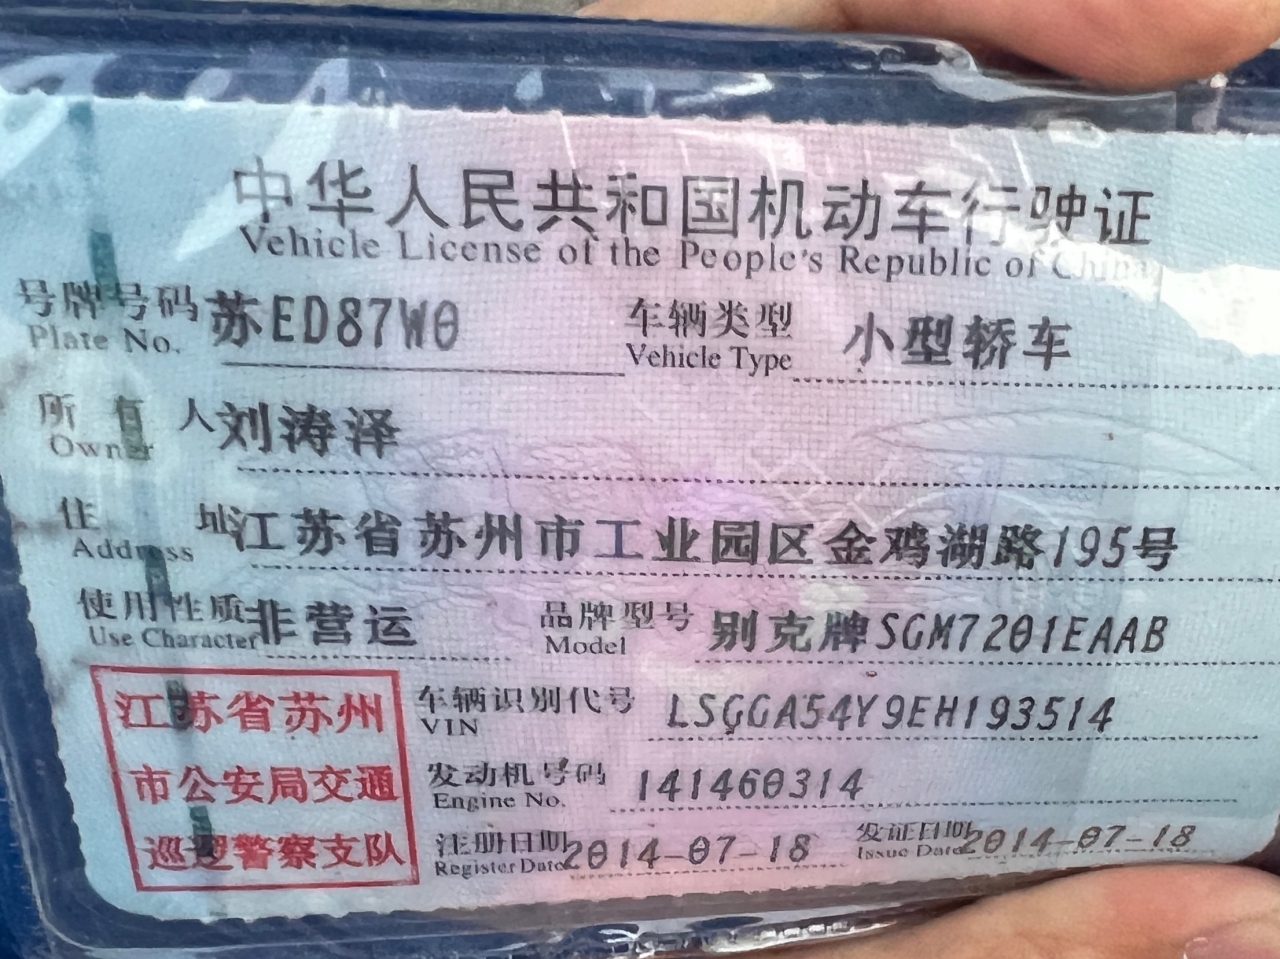 中华人民共和国机动车行驶证
Vehicle License of the People's Republic of China
号牌号码 苏ED87W0 车辆类型 小型轿车
Plate No. Vehicle Type
所有人 刘涛泽
Owner
住址 江苏省苏州市工业园区金鸡湖路195号
Address
使用性质 非营运 品牌型号 别克牌SGM7201EAAB
Use Character Model
江苏省苏州 车辆识别代号 LSGGA54Y9EH193514
VIN
市公安局交通 发动机号码 141460314
Engine No.
巡逻警察支队 注册日期 2014-07-18 发证日期 2014-07-18
Register Date Issue Date